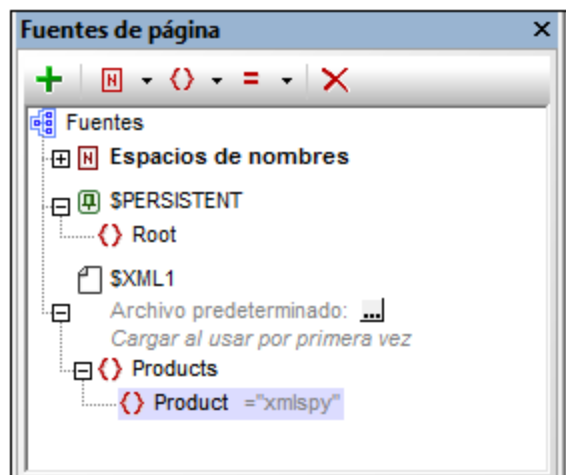 Fuentes de página
Fuentes
Espacios de nombres
$PERSISTENT
{} Root
$XML1
Archivo predeterminado: ...
Cargar al usar por primera vez
{} Products
{} Product ="xmlspy"